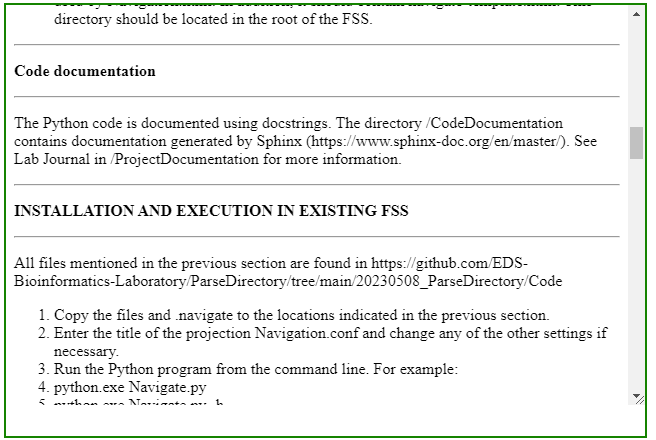 directory should be located in the root of the FSS.
Code documentation
The Python code is documented using docstrings. The directory /CodeDocumentation
contains documentation generated by Sphinx (https://www.sphinx-doc.org/en/master/). See
Lab Journal in /ProjectDocumentation for more information.
INSTALLATION AND EXECUTION IN EXISTING FSS
All files mentioned in the previous section are found in https://github.com/EDS-
Bioinformatics-Laboratory/ParseDirectory/tree/main/20230508_ParseDirectory/Code
1. Copy the files and .navigate to the locations indicated in the previous section.
2. Enter the title of the projection Navigation.conf and change any of the other settings if
necessary.
3. Run the Python program from the command line. For example:
4. python.exe Navigate.py
5. python.exe Navigate.py -h